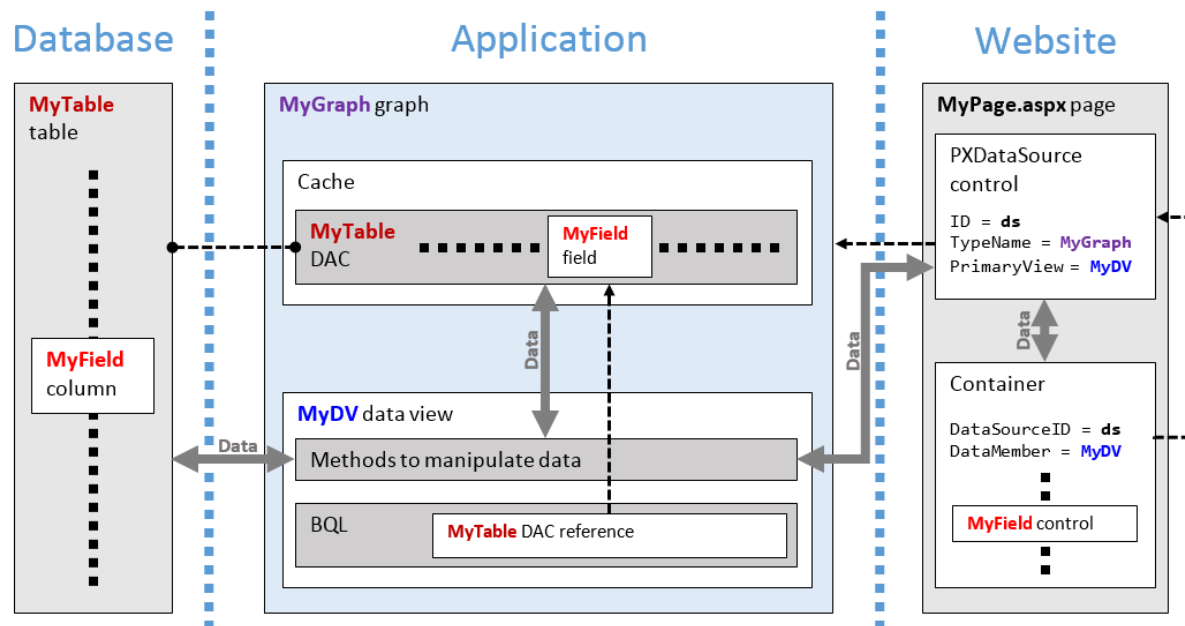 Database
Application
Website
MyTable
table
MyField
column
Data
MyGraph graph
Cache
MyTable
DAC
MyField
field
Data
MyDV data view
Methods to manipulate data
BQL
MyTable DAC reference
Data
MyPage.aspx page
PXDataSource
control
ID = ds
TypeName = MyGraph
PrimaryView = MyDV
Data
Container
DataSourceID = ds
DataMember = MyDV
MyField control